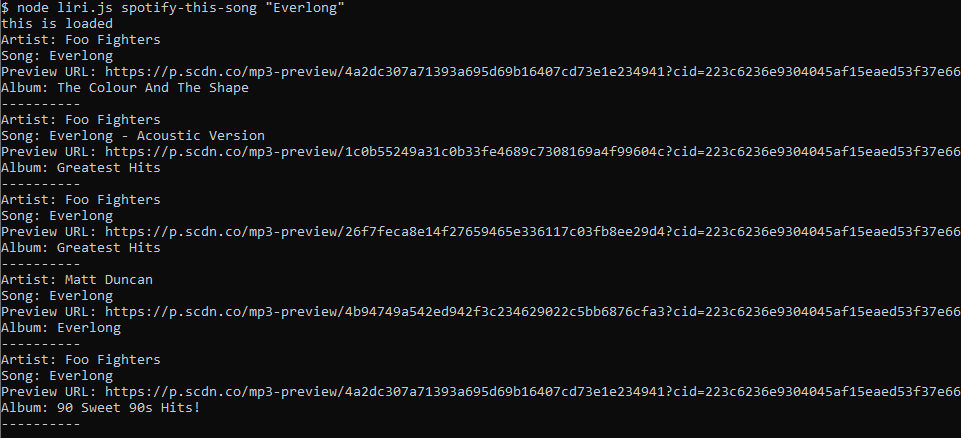 $ node liri.js spotify-this-song "Everlong"
this is loaded
Artist: Foo Fighters
Song: Everlong
Preview URL: https://p.scdn.co/mp3-preview/4a2dc307a71393a695d69b16407cd73e1e234941?cid=223c6236e9304045af15eaed53f37e66
Album: The Colour And The Shape
----------
Artist: Foo Fighters
Song: Everlong - Acoustic Version
Preview URL: https://p.scdn.co/mp3-preview/1c0b55249a31c0b33fe4689c7308169a4f99604c?cid=223c6236e9304045af15eaed53f37e66
Album: Greatest Hits
----------
Artist: Foo Fighters
Song: Everlong
Preview URL: https://p.scdn.co/mp3-preview/26f7feca8e14f27659465e336117c03fb8ee29d4?cid=223c6236e9304045af15eaed53f37e66
Album: Greatest Hits
----------
Artist: Matt Duncan
Song: Everlong
Preview URL: https://p.scdn.co/mp3-preview/4b94749a542ed942f3c234629022c5bb6876cfa3?cid=223c6236e9304045af15eaed53f37e66
Album: Everlong
----------
Artist: Foo Fighters
Song: Everlong
Preview URL: https://p.scdn.co/mp3-preview/4a2dc307a71393a695d69b16407cd73e1e234941?cid=223c6236e9304045af15eaed53f37e66
Album: 90 Sweet 90s Hits!
----------